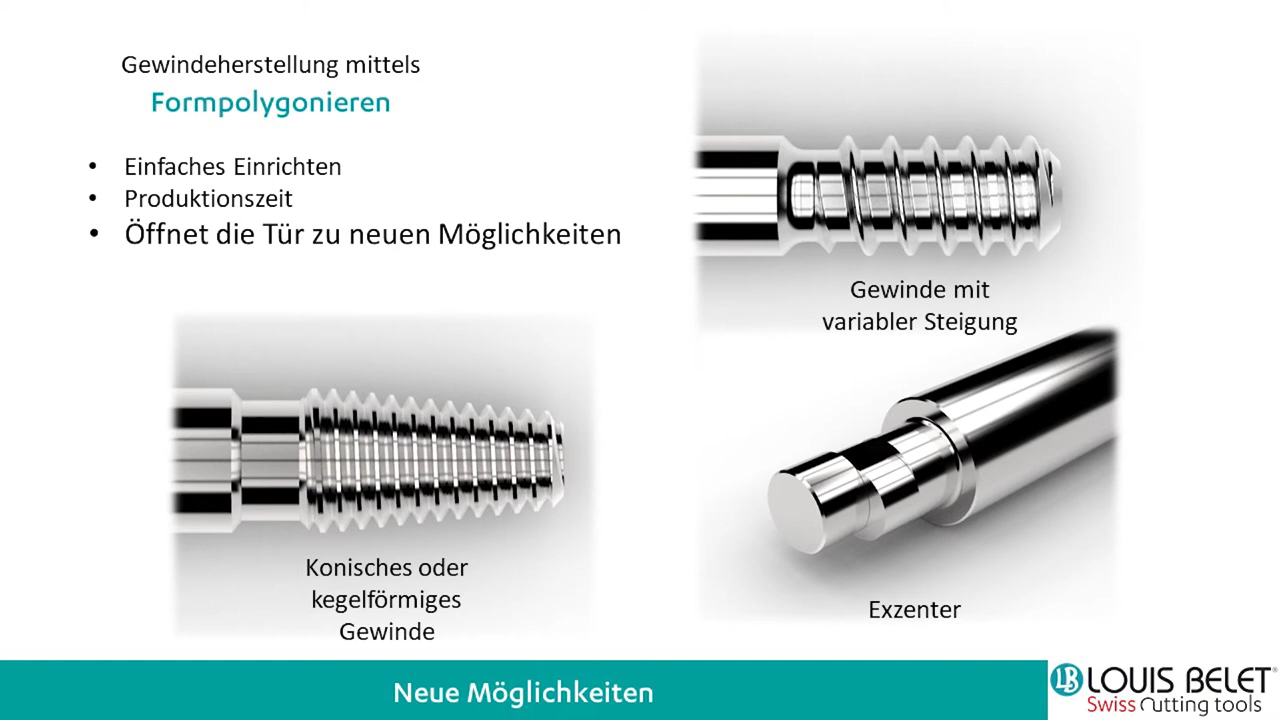 Gewindeherstellung mittels
Formpolygonieren
• Einfaches Einrichten
• Produktionszeit
• Öffnet die Tür zu neuen Möglichkeiten
Gewinde mit
variabler Steigung
Konisches oder
kegelförmiges
Gewinde
Exzenter
Neue Möglichkeiten
LB LOUIS BELET®
Swiss Cutting tools